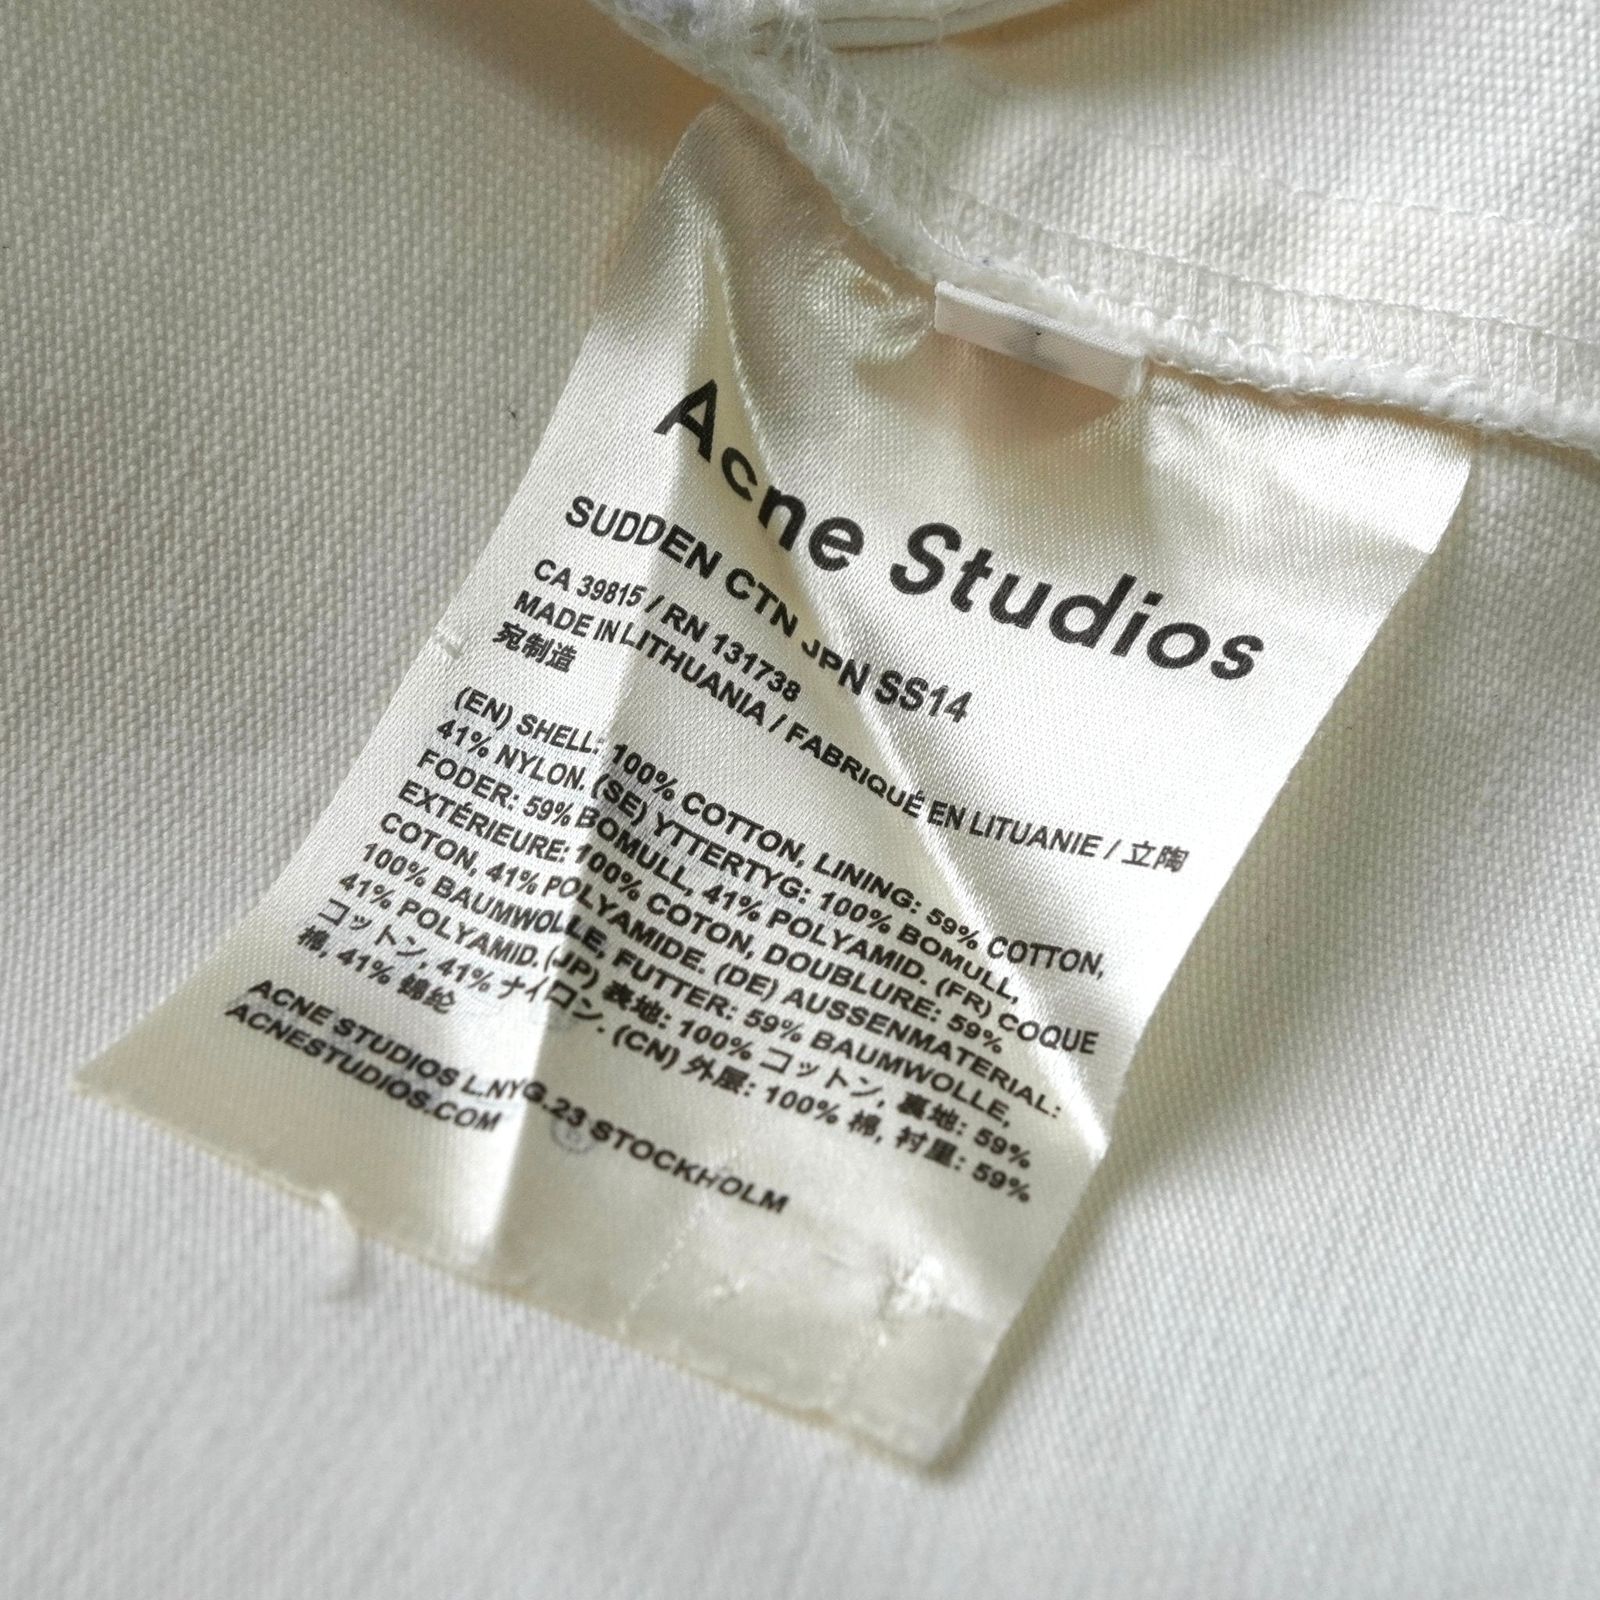 Acne Studios
SUDDEN CTN JPN SS14
CA 39815 / RN 131738
MADE IN LITHUANIA / FABRIQUÉ EN LITUANIE / 立陶
宛制造
(EN) SHELL: 100% COTTON, LINING: 59% COTTON,
41% NYLON. (SE) YTTERTYG: 100% BOMULL,
FODER: 59% BOMULL, 41% POLYAMID. (FR) COQUE
EXTÉRIEURE: 100% COTON, DOUBLURE: 59%
COTON, 41% POLYAMIDE. (DE) AUSSENMATERIAL:
100% BAUMWOLLE, FUTTER: 59% BAUMWOLLE,
41% POLYAMID. (JP) 表地: 100% コットン, 裏地: 59%
コットン, 41% ナイロン. (CN) 外层: 100% 棉, 衬里: 59%
棉, 41% 锦纶
ACNE STUDIOS L.NYG.23 STOCKHOLM
ACNESTUDIOS.COM